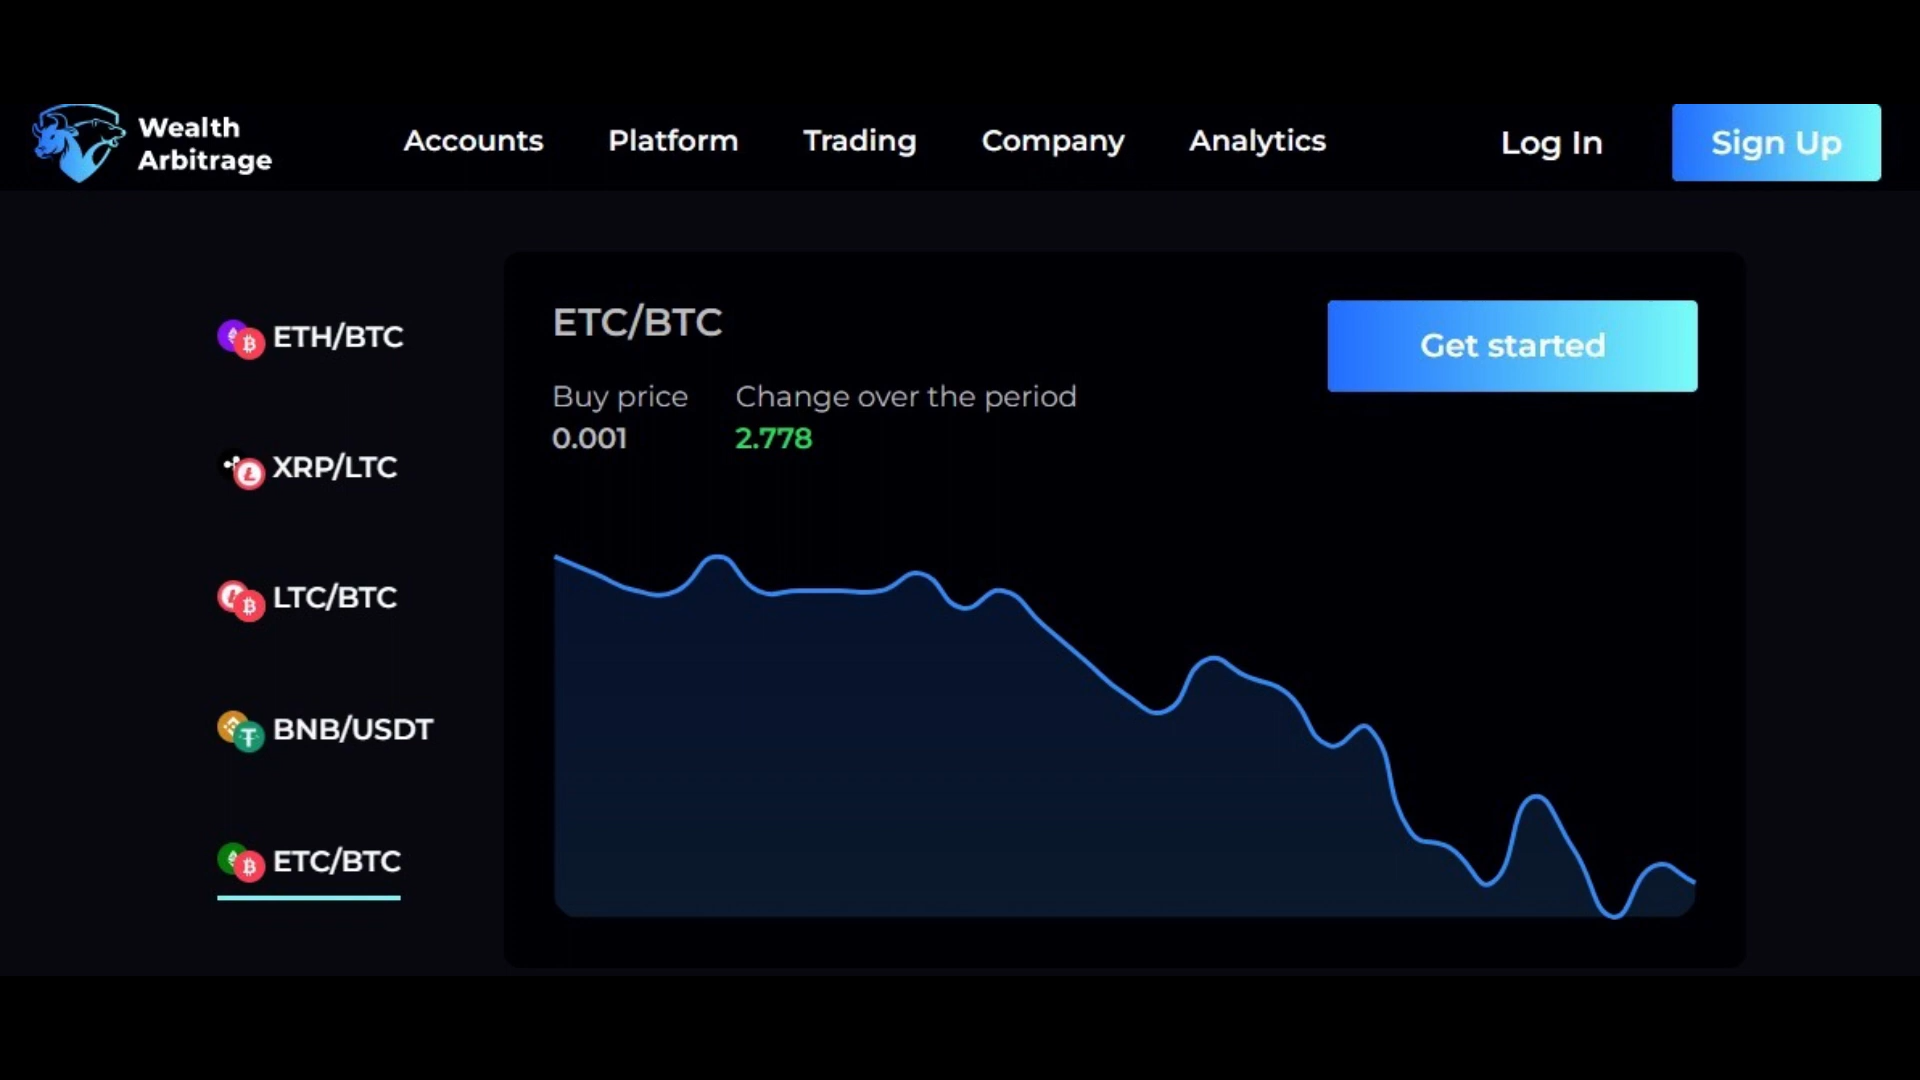 Wealth
Arbitrage
Accounts
Platform
Trading
Company
Analytics
Log In
Sign Up
ETH/BTC
XRP/LTC
LTC/BTC
BNB/USDT
ETC/BTC
ETC/BTC
Get started
Buy price
0.001
Change over the period
2.778